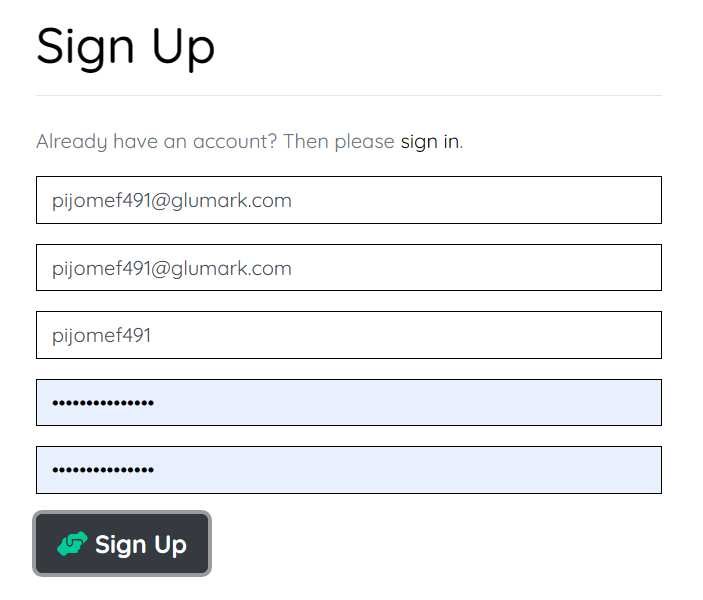 Sign Up
Already have an account? Then please sign in.
pijomef491@glumark.com
pijomef491@glumark.com
pijomef491
•••••••••••••••
•••••••••••••••
Sign Up